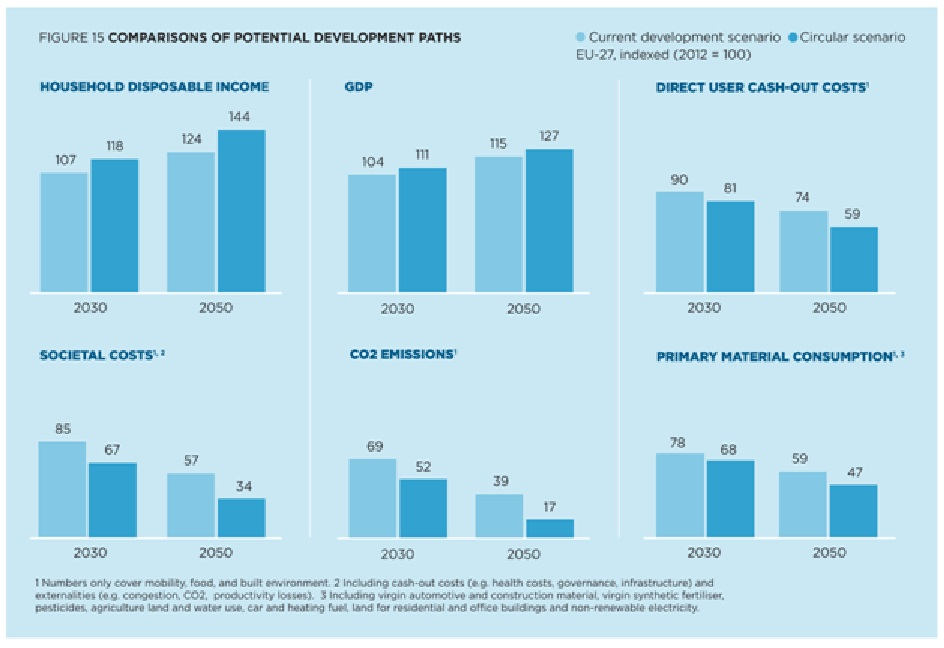 FIGURE 15 COMPARISONS OF POTENTIAL DEVELOPMENT PATHS
Current development scenario Circular scenario
EU-27, indexed (2012 = 100)
HOUSEHOLD DISPOSABLE INCOME
107 118 124 144
2030 2050
GDP
104 111 115 127
2030 2050
DIRECT USER CASH-OUT COSTS¹
90 81 74 59
2030 2050
SOCIETAL COSTS¹, ²
85 67 57 34
2030 2050
CO2 EMISSIONS¹
69 52 39 17
2030 2050
PRIMARY MATERIAL CONSUMPTION¹, ³
78 68 59 47
2030 2050
1 Numbers only cover mobility, food, and built environment. 2 Including cash-out costs (e.g. health costs, governance, infrastructure) and
externalities (e.g. congestion, CO2, productivity losses). 3 Including virgin automotive and construction material, virgin synthetic fertiliser,
pesticides, agriculture land and water use, car and heating fuel, land for residential and office buildings and non-renewable electricity.